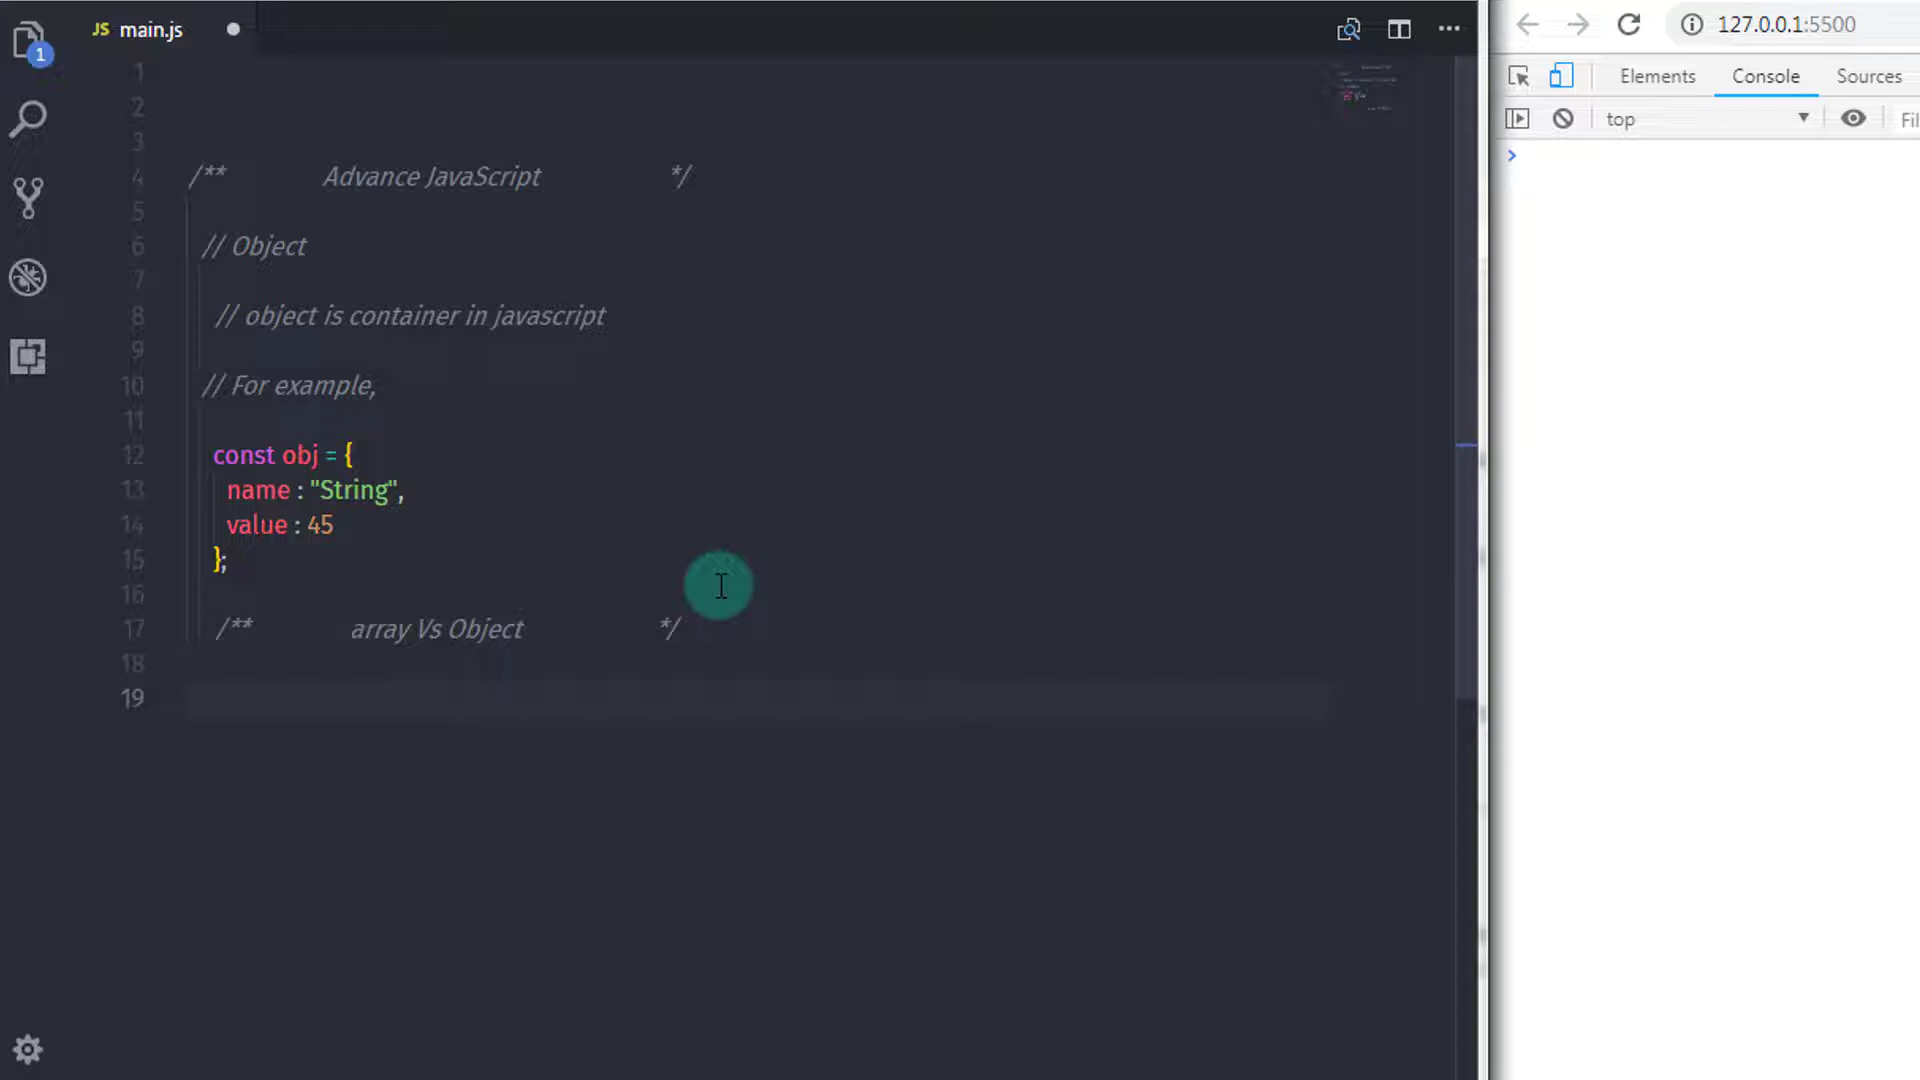 JS main.js
127.0.0.1:5500
1
Elements Console Sources
top Fil
1
2
3
4 /** Advance JavaScript */
5
6 // Object
7
8 // object is container in javascript
9
10 // For example,
11
12 const obj = {
13 name : "String",
14 value : 45
15 };
16
17 /** array Vs Object */
18
19